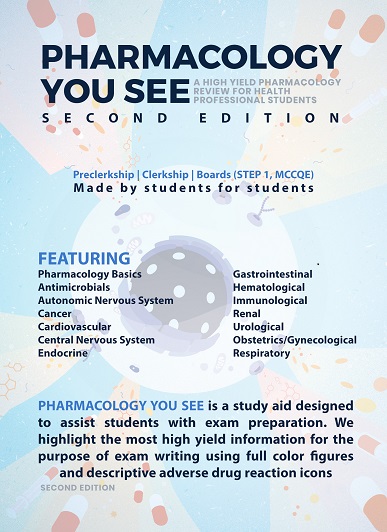 PHARMACOLOGY
YOU SEE
A HIGH YIELD PHARMACOLOGY
REVIEW FOR HEALTH
PROFESSIONAL STUDENTS
SECOND EDITION
Preclerkship | Clerkship | Boards (STEP 1, MCCQE)
Made by students for students
FEATURING
Pharmacology Basics
Antimicrobials
Autonomic Nervous System
Cancer
Cardiovascular
Central Nervous System
Endocrine
Gastrointestinal
Hematological
Immunological
Renal
Urological
Obstetrics/Gynecological
Respiratory
PHARMACOLOGY YOU SEE is a study aid designed
to assist students with exam preparation. We
highlight the most high yield information for the
purpose of exam writing using full color figures
and descriptive adverse drug reaction icons
SECOND EDITION